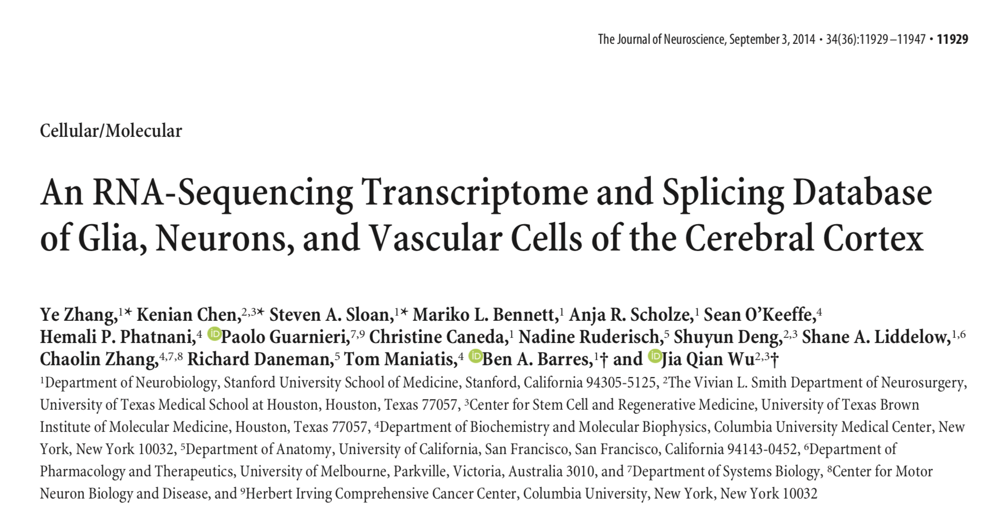 The Journal of Neuroscience, September 3, 2014 • 34(36):11929–11947 • 11929
Cellular/Molecular
An RNA-Sequencing Transcriptome and Splicing Database
of Glia, Neurons, and Vascular Cells of the Cerebral Cortex
Ye Zhang,¹* Kenian Chen,²,³* Steven A. Sloan,¹* Mariko L. Bennett,¹ Anja R. Scholze,¹ Sean O’Keeffe,⁴
Hemali P. Phatnani,⁴ iD Paolo Guarnieri,⁷,⁹ Christine Caneda,¹ Nadine Ruderisch,⁵ Shuyun Deng,²,³ Shane A. Liddelow,¹,⁶
Chaolin Zhang,⁴,⁷,⁸ Richard Daneman,⁵ Tom Maniatis,⁴ iD Ben A. Barres,¹† and iD Jia Qian Wu²,³†
¹Department of Neurobiology, Stanford University School of Medicine, Stanford, California 94305-5125, ²The Vivian L. Smith Department of Neurosurgery,
University of Texas Medical School at Houston, Houston, Texas 77057, ³Center for Stem Cell and Regenerative Medicine, University of Texas Brown
Institute of Molecular Medicine, Houston, Texas 77057, ⁴Department of Biochemistry and Molecular Biophysics, Columbia University Medical Center, New
York, New York 10032, ⁵Department of Anatomy, University of California, San Francisco, San Francisco, California 94143-0452, ⁶Department of
Pharmacology and Therapeutics, University of Melbourne, Parkville, Victoria, Australia 3010, and ⁷Department of Systems Biology, ⁸Center for Motor
Neuron Biology and Disease, and ⁹Herbert Irving Comprehensive Cancer Center, Columbia University, New York, New York 10032